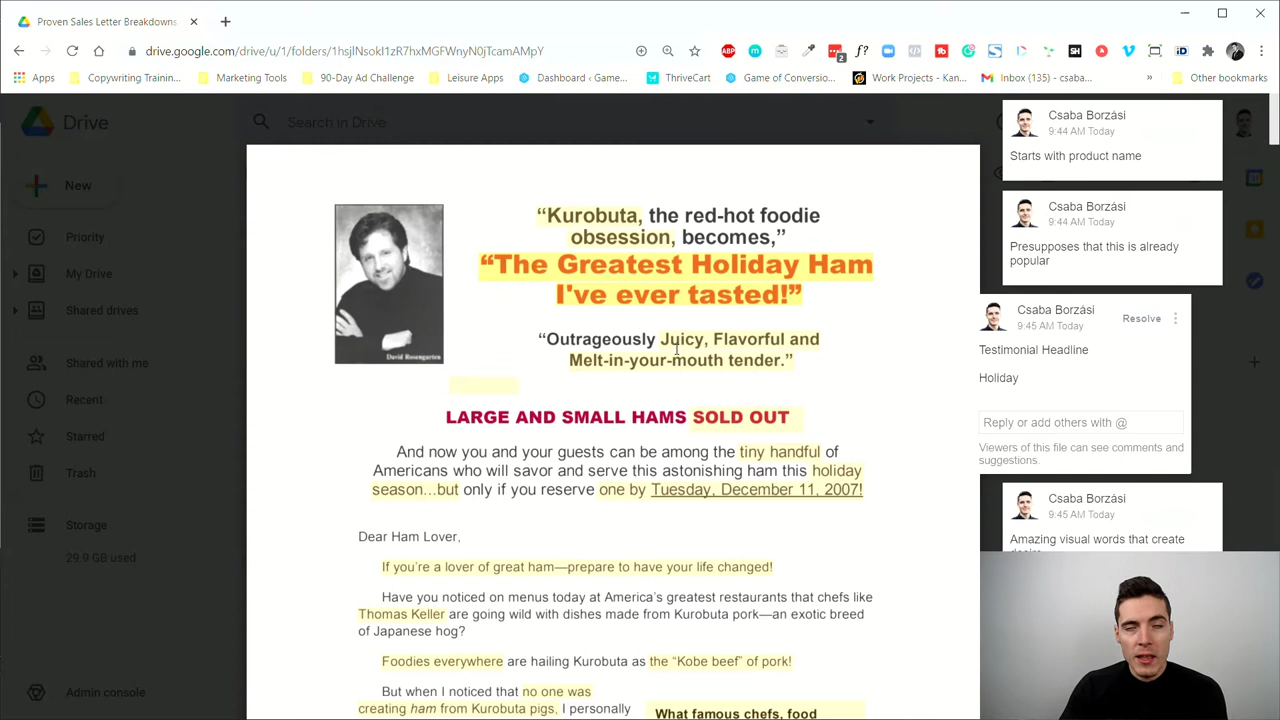 Proven Sales Letter Breakdowns
drive.google.com/drive/u/1/folders/1hsjlNsokI1zR7hxMGFWnyN0jTcamAMpY
Apps
Copywriting Trainin...
Marketing Tools
90-Day Ad Challenge
Leisure Apps
Dashboard ‹ Game...
ThriveCart
Game of Conversio...
Work Projects - Kan...
Inbox (135) - csaba...
»
Other bookmarks
Drive
Search in Drive
New
Priority
My Drive
Shared drives
Shared with me
Recent
Starred
Trash
Storage
29.9 GB used
Admin console
David Rosengarten
“Kurobuta, the red-hot foodie
obsession, becomes,”
“The Greatest Holiday Ham
I've ever tasted!”
“Outrageously Juicy, Flavorful and
Melt-in-your-mouth tender.”
LARGE AND SMALL HAMS SOLD OUT
And now you and your guests can be among the tiny handful of
Americans who will savor and serve this astonishing ham this holiday
season...but only if you reserve one by Tuesday, December 11, 2007!
Dear Ham Lover,
If you’re a lover of great ham—prepare to have your life changed!
Have you noticed on menus today at America’s greatest restaurants that chefs like
Thomas Keller are going wild with dishes made from Kurobuta pork—an exotic breed
of Japanese hog?
Foodies everywhere are hailing Kurobuta as the “Kobe beef” of pork!
But when I noticed that no one was
creating ham from Kurobuta pigs, I personally
What famous chefs, food
Csaba Borzási
9:44 AM Today
Starts with product name
Csaba Borzási
9:44 AM Today
Presupposes that this is already
popular
Csaba Borzási
9:45 AM Today
Resolve
Testimonial Headline
Holiday
Reply or add others with @
Viewers of this file can see comments and
suggestions.
Csaba Borzási
9:45 AM Today
Amazing visual words that create